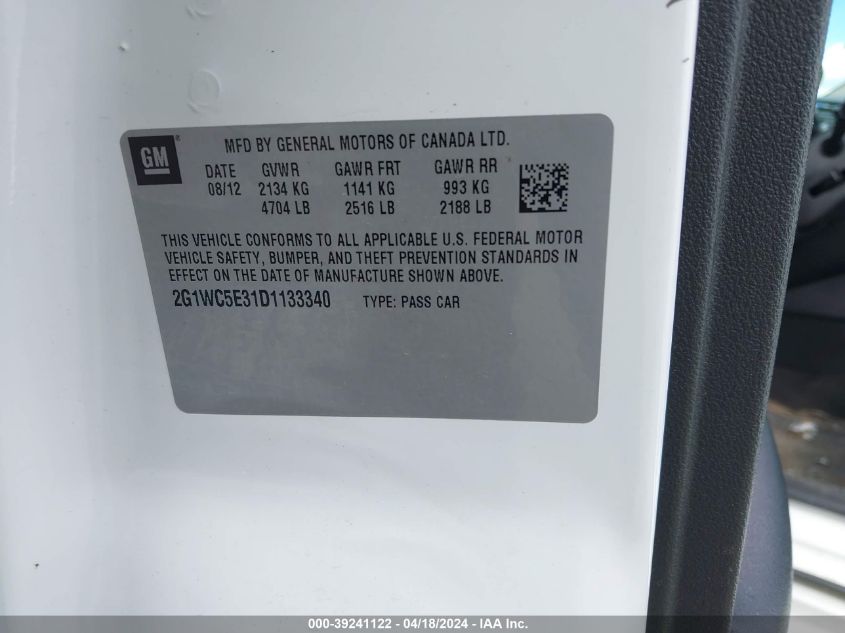 GM
MFD BY GENERAL MOTORS OF CANADA LTD.
DATE GVWR GAWR FRT GAWR RR
08/12 2134 KG 1141 KG 993 KG
4704 LB 2516 LB 2188 LB
THIS VEHICLE CONFORMS TO ALL APPLICABLE U.S. FEDERAL MOTOR
VEHICLE SAFETY, BUMPER, AND THEFT PREVENTION STANDARDS IN
EFFECT ON THE DATE OF MANUFACTURE SHOWN ABOVE.
2G1WC5E31D1133340 TYPE: PASS CAR
000-39241122 - 04/18/2024 - IAA Inc.